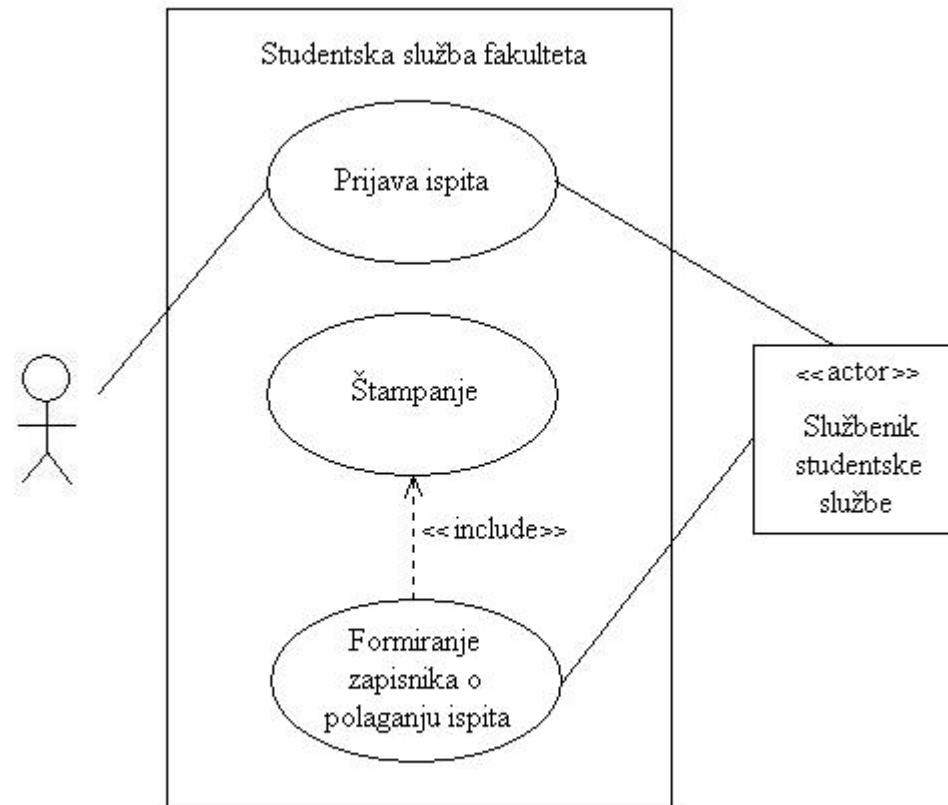 Studentska služba fakulteta
Prijava ispita
Štampanje
<<actor>>
Službenik
studentske
službe
<<include>>
Formiranje
zapisnika o
polaganju ispita